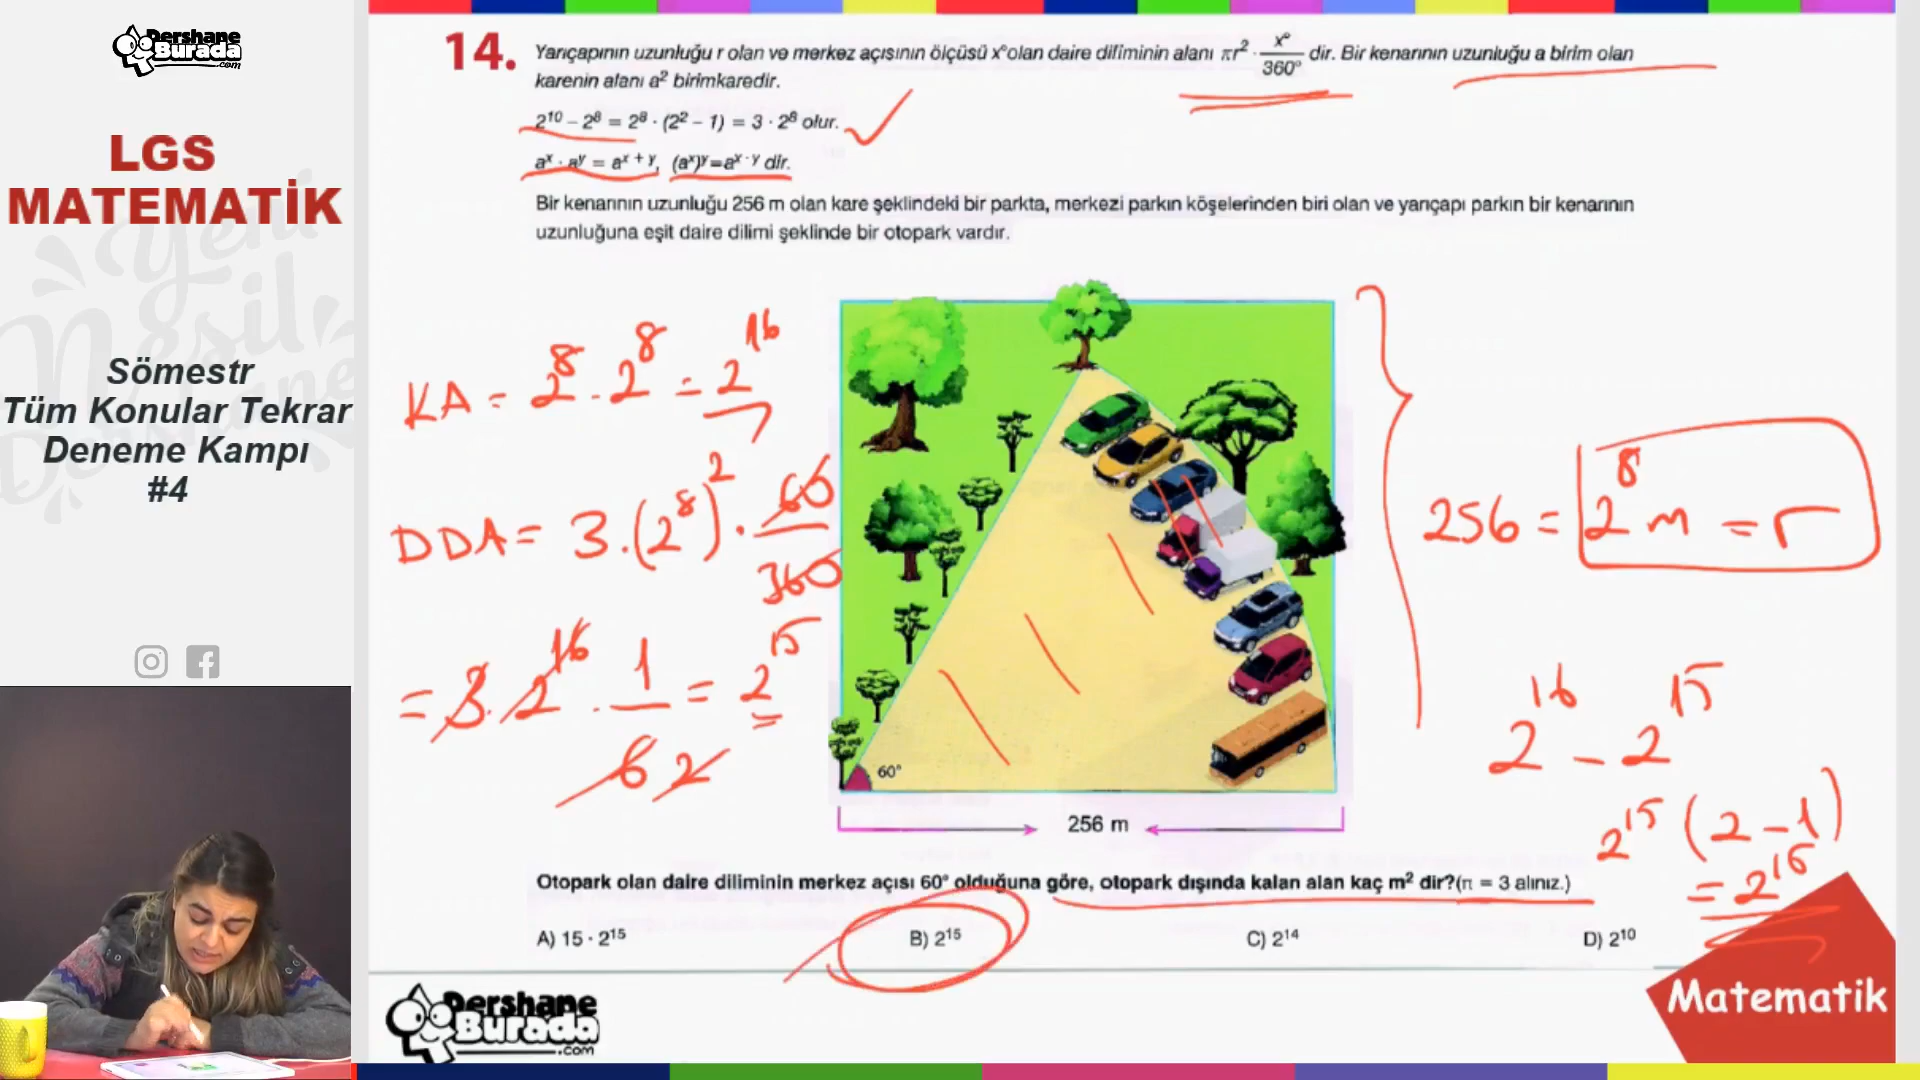 Dershane
Burada
.com
LGS
MATEMATİK
Sömestr
Tüm Konular Tekrar
Deneme Kampı
#4
14. Yarıçapının uzunluğu r olan ve merkez açısının ölçüsü x° olan daire diliminin alanı πr² · x°/360° dir. Bir kenarının uzunluğu a birim olan
karenin alanı a² birimkaredir.
2¹⁰ – 2⁸ = 2⁸ · (2² – 1) = 3 · 2⁸ olur.
aˣ · aʸ = aˣ⁺ʸ, (aˣ)ʸ=aˣ·ʸ dir.
Bir kenarının uzunluğu 256 m olan kare şeklindeki bir parkta, merkezi parkın köşelerinden biri olan ve yarıçapı parkın bir kenarının
uzunluğuna eşit daire dilimi şeklinde bir otopark vardır.
KA = 2⁸ . 2⁸ = 2¹⁶
DDA = 3 . (2⁸)² . 60/360
= 3 . 2¹⁶ . 1/6 2 = 2¹⁵
60°
256 m
256 = 2⁸ m = r
2¹⁶ – 2¹⁵
2¹⁵ (2 – 1)
= 2¹⁵
Otopark olan daire diliminin merkez açısı 60° olduğuna göre, otopark dışında kalan alan kaç m² dir?(π = 3 alınız.)
A) 15 · 2¹⁵ B) 2¹⁵ C) 2¹⁴ D) 2¹⁰
Dershane
Burada
.com
Matematik